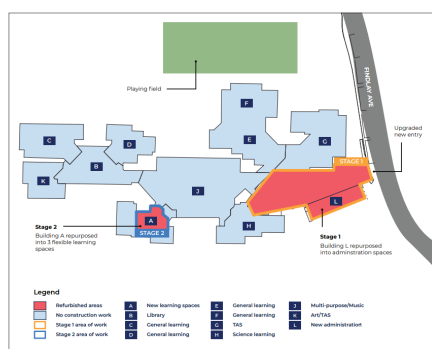 Playing field
FINDLAY AVE
F
Upgraded
new entry
C
D
E
G
STAGE 1
B
K
J
L
Stage 2
Building A repurposed
into 3 flexible learning
spaces
A
STAGE 2
H
Stage 1
Building L repurposed
into adminstration spaces
Legend
Refurbished areas
No construction work
Stage 1 area of work
Stage 2 area of work
A New learning spaces
B Library
C General learning
D General learning
E General learning
F General learning
G TAS
H Science learning
J Multi-purpose/Music
K Art/TAS
L New administration